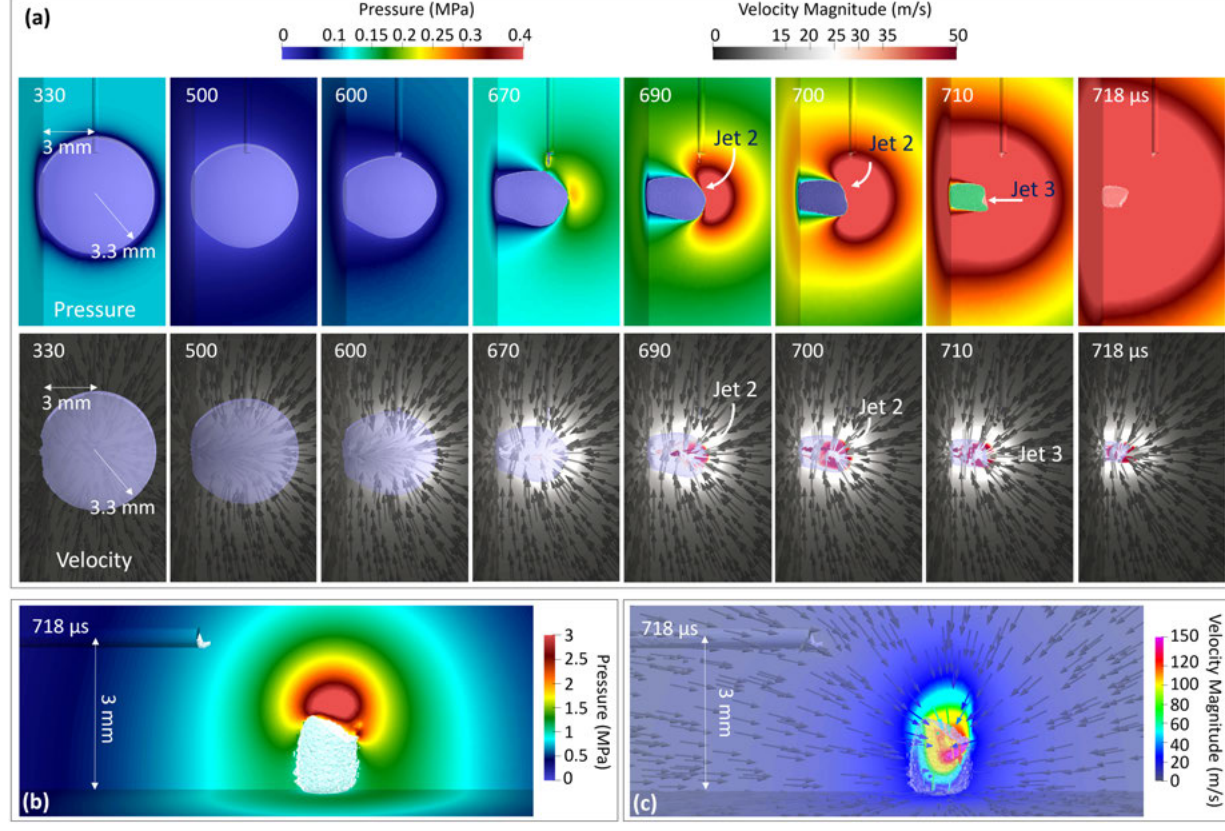 (a)
Pressure (MPa)
0 0.1 0.15 0.2 0.25 0.4
Velocity Magnitude (m/s)
0 15 20 25 30 35 50
330 500 600 670 690 700 710 718 µs
3 mm
3.3 mm
Jet 2
Jet 2
Jet 3
Pressure
330 500 600 670 690 700 710 718 µs
3 mm
3.3 mm
Jet 2
Jet 2
Jet 3
Velocity
718 µs
3 mm
(b)
3
2.5
2
1.5
1
0.5
0
Pressure (MPa)
718 µs
3 mm
(c)
150
120
100
80
60
40
20
0
Velocity Magnitude (m/s)